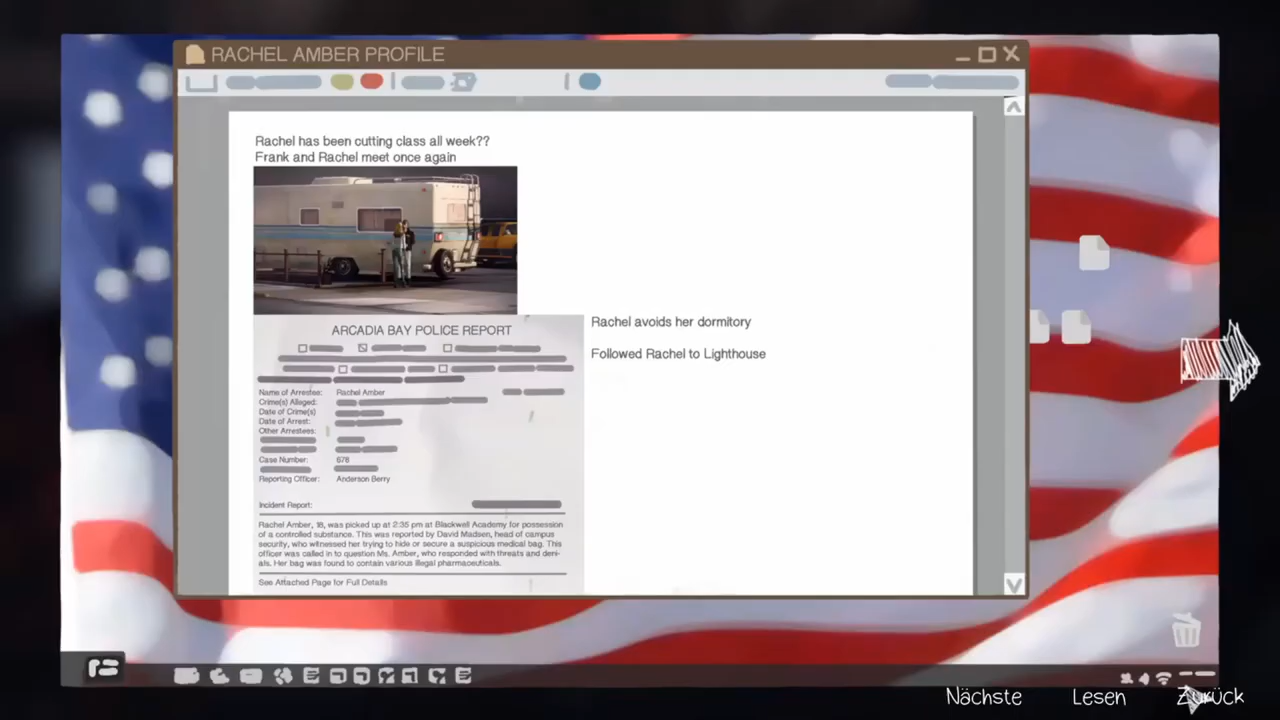 RACHEL AMBER PROFILE
Rachel has been cutting class all week??
Frank and Rachel meet once again
ARCADIA BAY POLICE REPORT
Name of Arrestee: Rachel Amber
Crime(s) Alleged:
Date of Crime(s)
Date of Arrest:
Other Arrestees:
Case Number: 678
Reporting Officer: Anderson Berry
Incident Report:
Rachel Amber, 18, was picked up at 2:35 pm at Blackwell Academy for possession
of a controlled substance. This was reported by David Madsen, head of campus
security, who witnessed her trying to hide or secure a suspicious medical bag. This
officer was called in to question Ms. Amber, who responded with threats and deni-
als. Her bag was found to contain various illegal pharmaceuticals.
See Attached Page for Full Details
Rachel avoids her dormitory
Followed Rachel to Lighthouse
Nächste Lesen Zurück